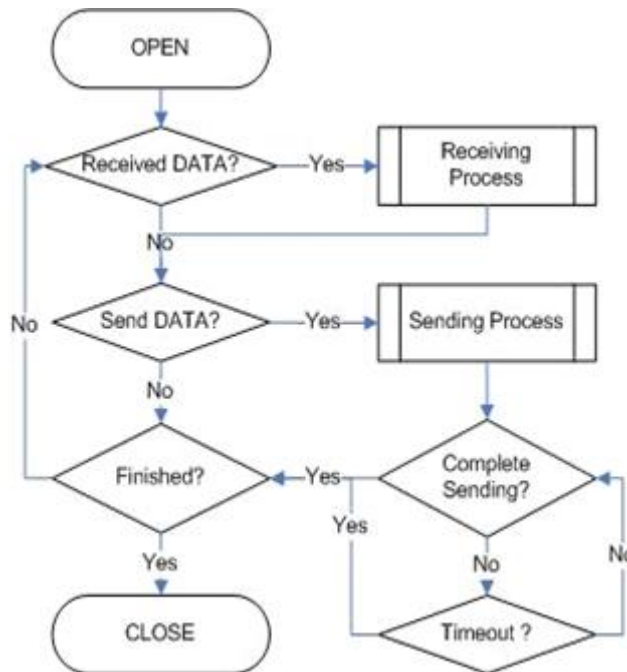 OPEN
Received DATA?
Yes
Receiving
Process
No
Send DATA?
Yes
Sending Process
No
No
Finished?
Yes
Complete
Sending?
Yes
No
No
Yes
CLOSE
Timeout ?